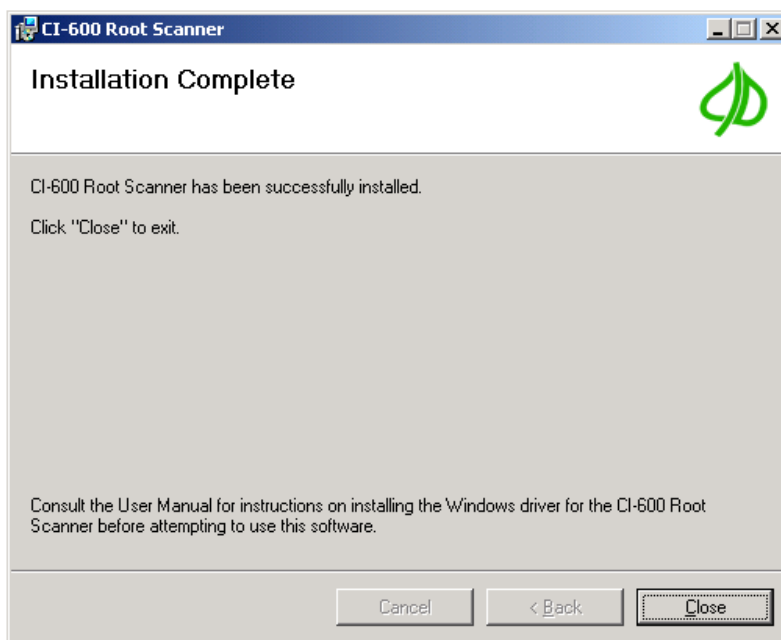 CI-600 Root Scanner
Installation Complete
CI-600 Root Scanner has been successfully installed.
Click "Close" to exit.
Consult the User Manual for instructions on installing the Windows driver for the CI-600 Root
Scanner before attempting to use this software.
Cancel
< Back
Close